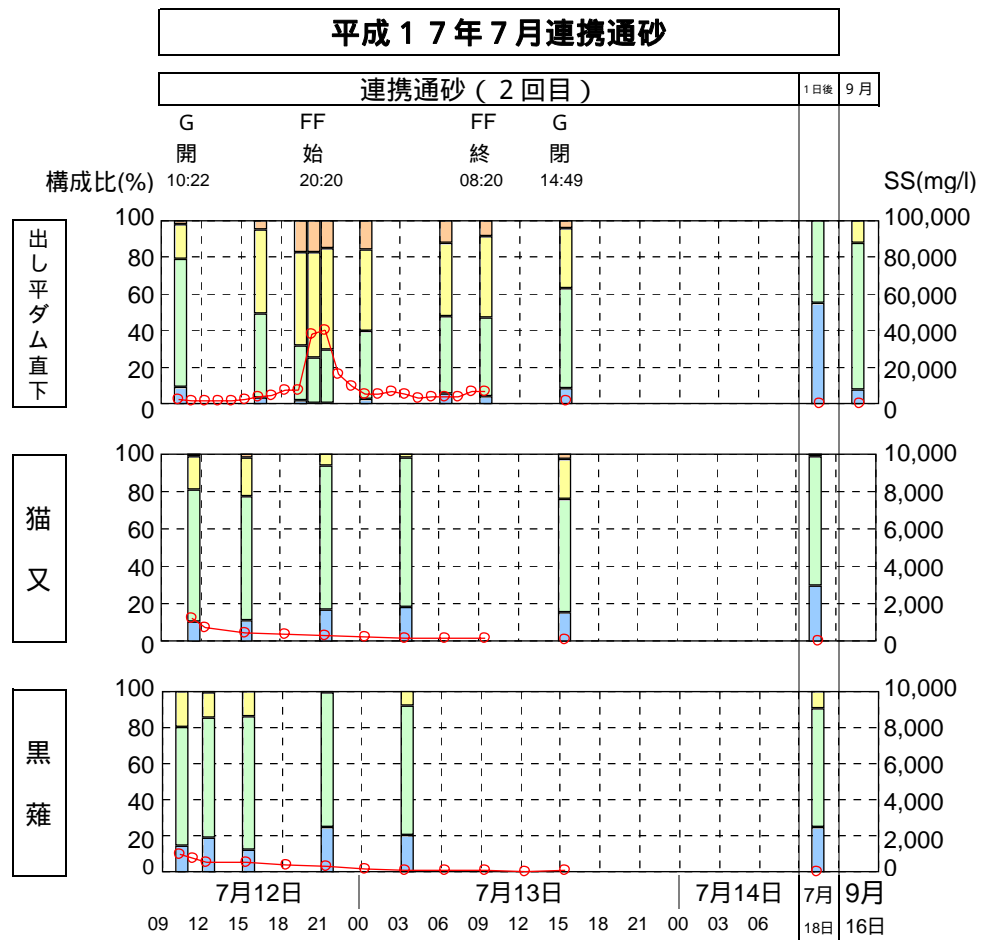 平成１７年７月連携通砂
連携通砂（２回目） 1日後 9月
G FF FF G
開 始 終 閉
構成比(%) 10:22 20:20 08:20 14:49 SS(mg/l)
出し平ダム直下
100 100,000
80 80,000
60 60,000
40 40,000
20 20,000
0 0
猫又
100 10,000
80 8,000
60 6,000
40 4,000
20 2,000
0 0
黒薙
100 10,000
80 8,000
60 6,000
40 4,000
20 2,000
0 0
7月12日 7月13日 7月14日 7月 9月
09 12 15 18 21 00 03 06 09 12 15 18 21 00 03 06 18日 16日